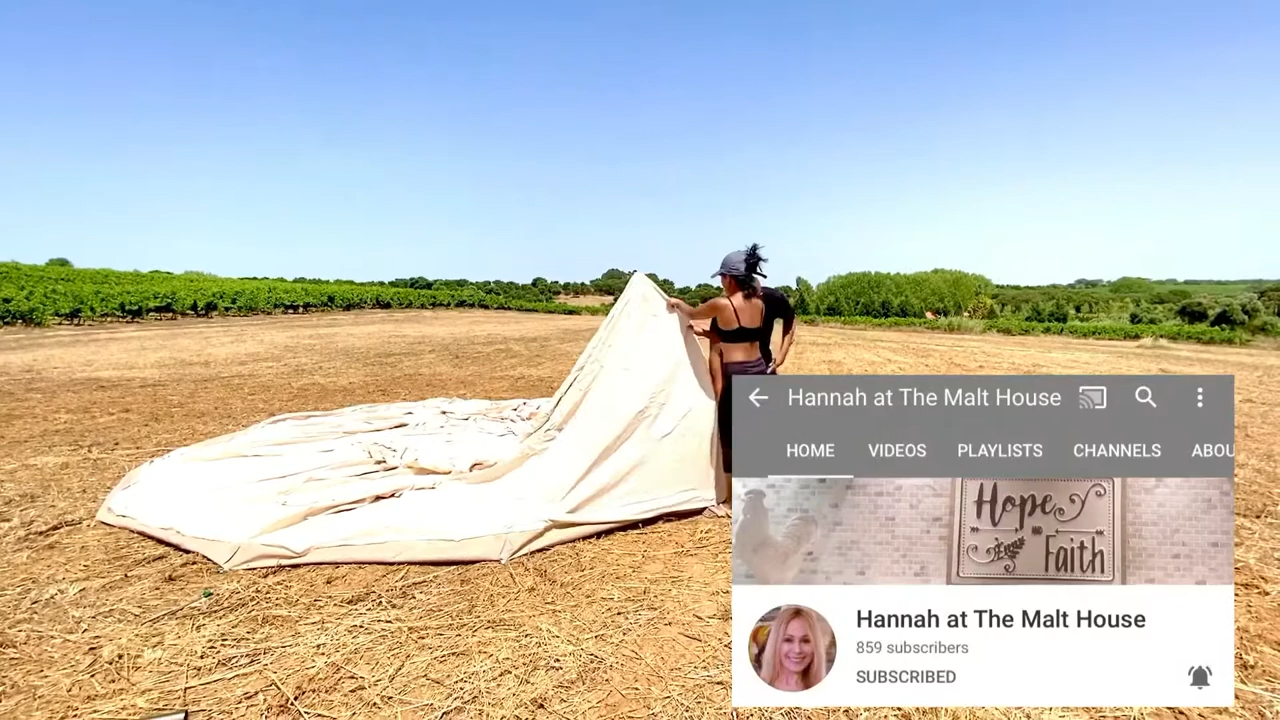 Hannah at The Malt House
HOME VIDEOS PLAYLISTS CHANNELS ABOU
Hope
AND
Faith
Hannah at The Malt House
859 subscribers
SUBSCRIBED